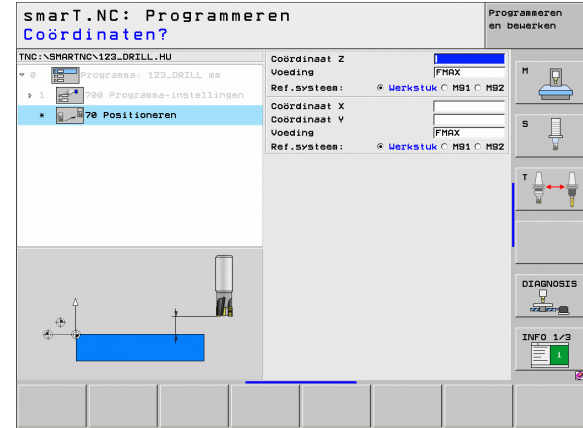 smarT.NC: Programmeren
Coördinaten?
Programmeren
en bewerken
TNC:\SMARTNC\123_DRILL.HU
0 Programma: 123_DRILL mm
1 700 Programma-instellingen
* 70 Positioneren
Coördinaat Z
Voeding FMAX
Ref.systeem: Werkstuk M91 M92
Coördinaat X
Coördinaat Y
Voeding FMAX
Ref.systeem: Werkstuk M91 M92
M
S
T
DIAGNOSIS
INFO 1/3
1